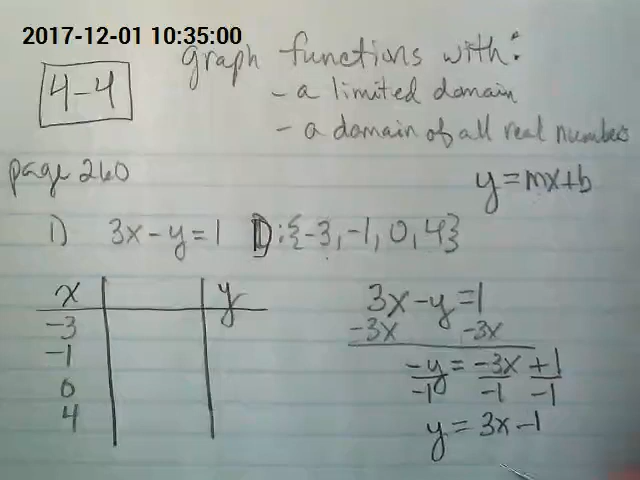 2017-12-01 10:35:00
graph functions with:
4-4
- a limited domain
- a domain of all real numbers
page 260
y = mx+b
1) 3x - y = 1 D: {-3, -1, 0, 4}
x y
-3
-1
0
4
3x - y = 1
-3x -3x
-y = -3x + 1
-1 -1 -1
y = 3x - 1